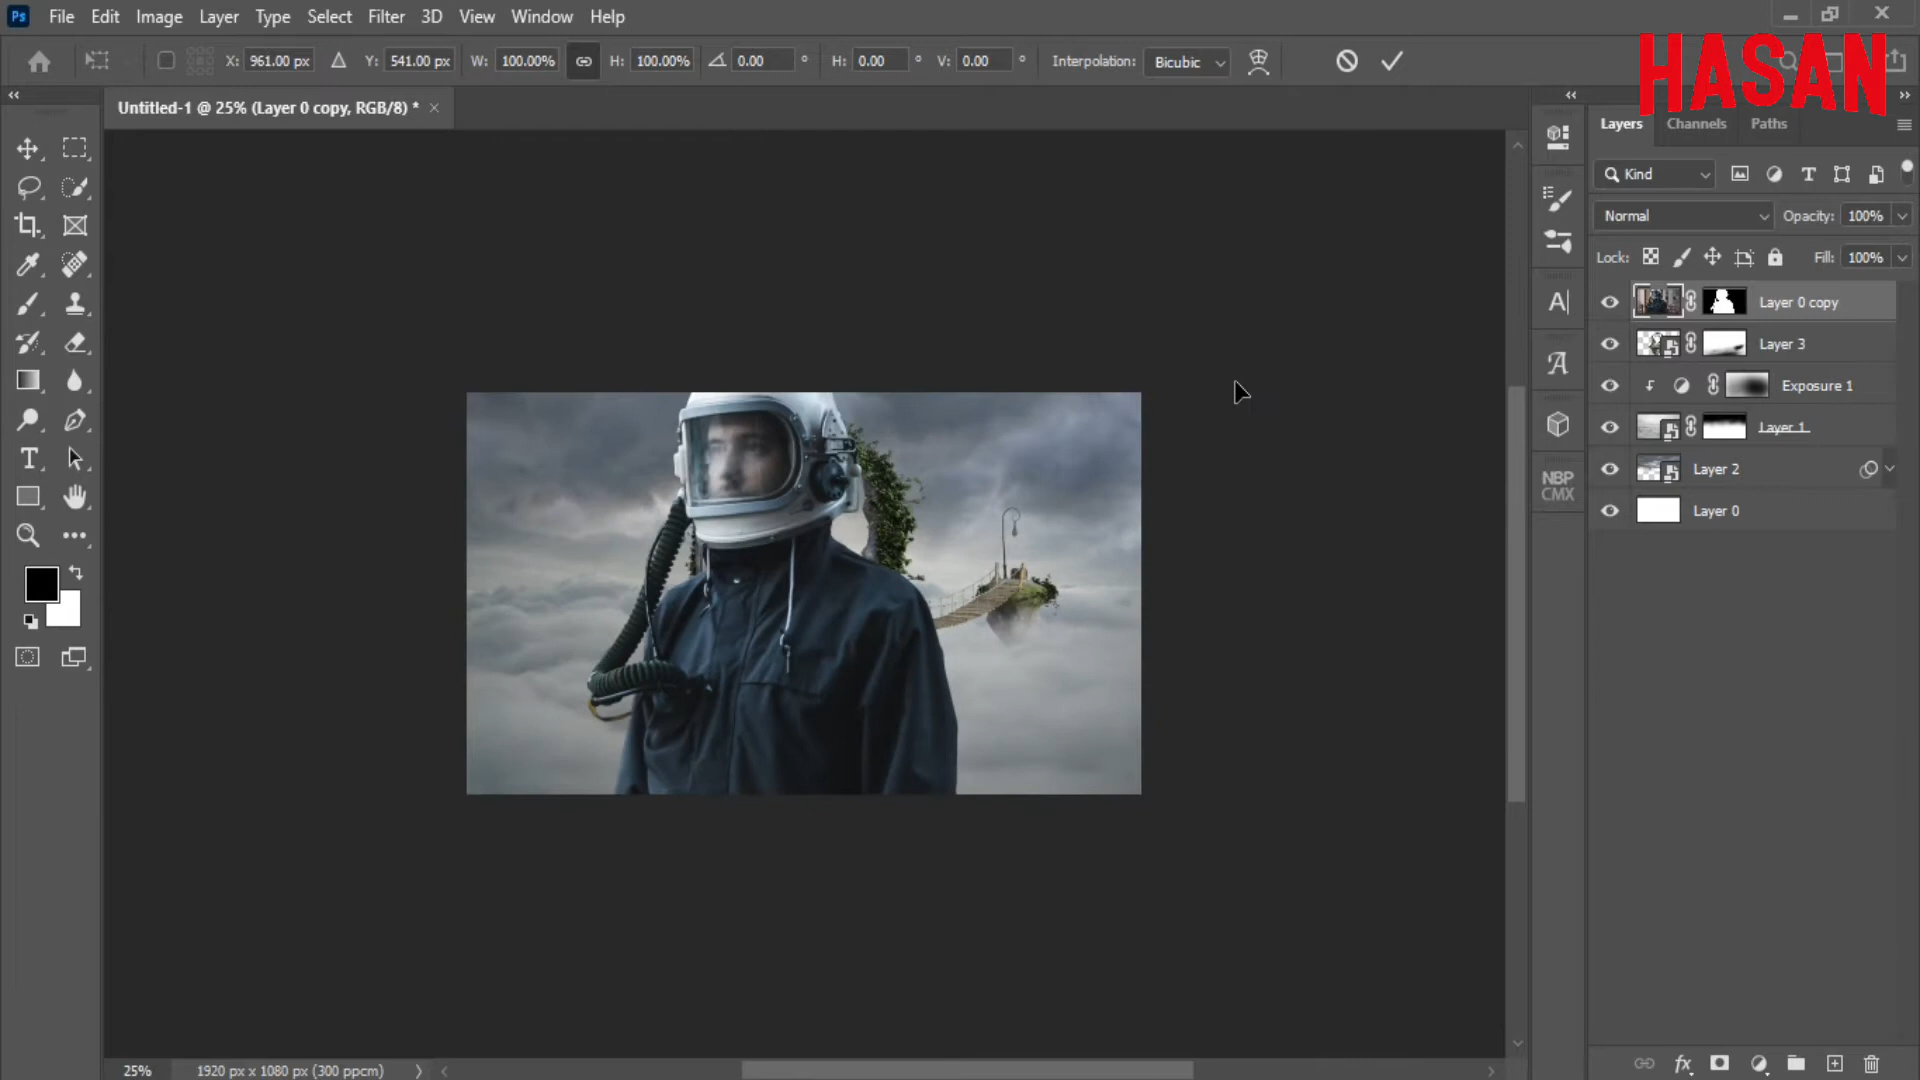 Ps File Edit Image Layer Type Select Filter 3D View Window Help
X: 961.00 px Y: 541.00 px W: 100.00% H: 100.00% 0.00 ° H: 0.00 ° V: 0.00 ° Interpolation: Bicubic
HASAN
Untitled-1 @ 25% (Layer 0 copy, RGB/8) *
Layers Channels Paths
Kind
Normal Opacity: 100%
Lock: Fill: 100%
Layer 0 copy
Layer 3
Exposure 1
Layer 1
Layer 2
Layer 0
NBP
CMX
25% 1920 px x 1080 px (300 ppcm)